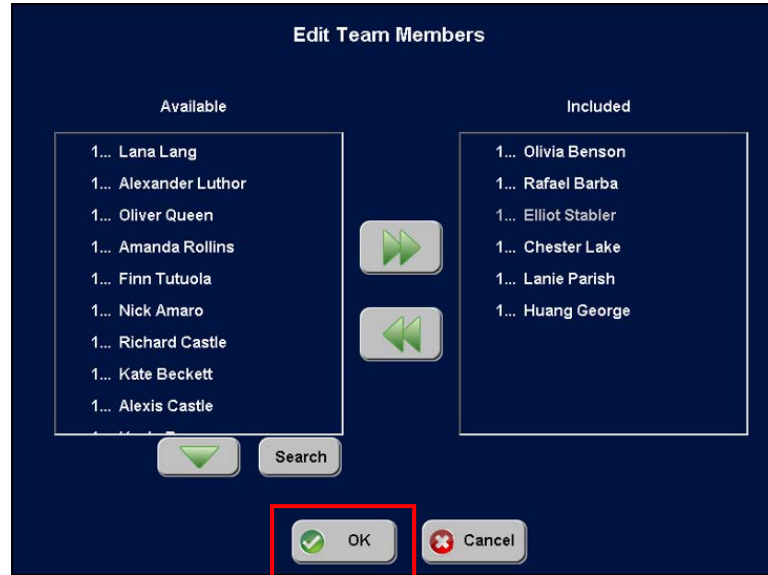 Edit Team Members
Available
1... Lana Lang
1... Alexander Luthor
1... Oliver Queen
1... Amanda Rollins
1... Finn Tutuola
1... Nick Amaro
1... Richard Castle
1... Kate Beckett
1... Alexis Castle
Included
1... Olivia Benson
1... Rafael Barba
1... Elliot Stabler
1... Chester Lake
1... Lanie Parish
1... Huang George
Search
OK
Cancel